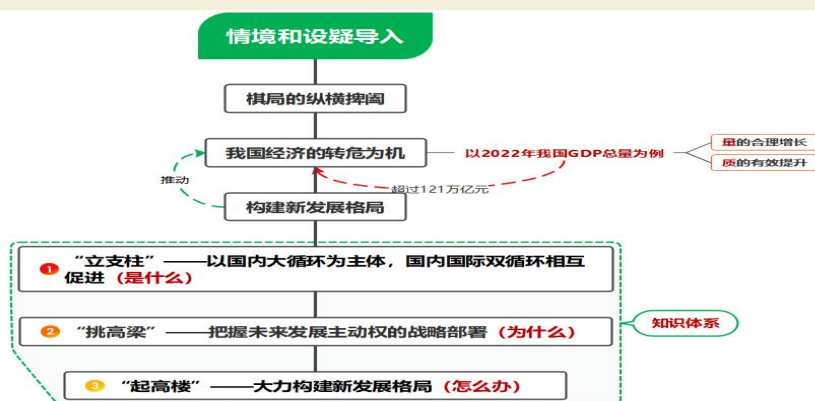 情境和设疑导入
棋局的纵横捭阖
我国经济的转危为机
以2022年我国GDP总量为例
量的合理增长
质的有效提升
推动
超过121万亿元
构建新发展格局
1 “立支柱”——以国内大循环为主体，国内国际双循环相互
促进（是什么）
2 “挑高梁”——把握未来发展主动权的战略部署（为什么）
知识体系
3 “起高楼”——大力构建新发展格局（怎么办）